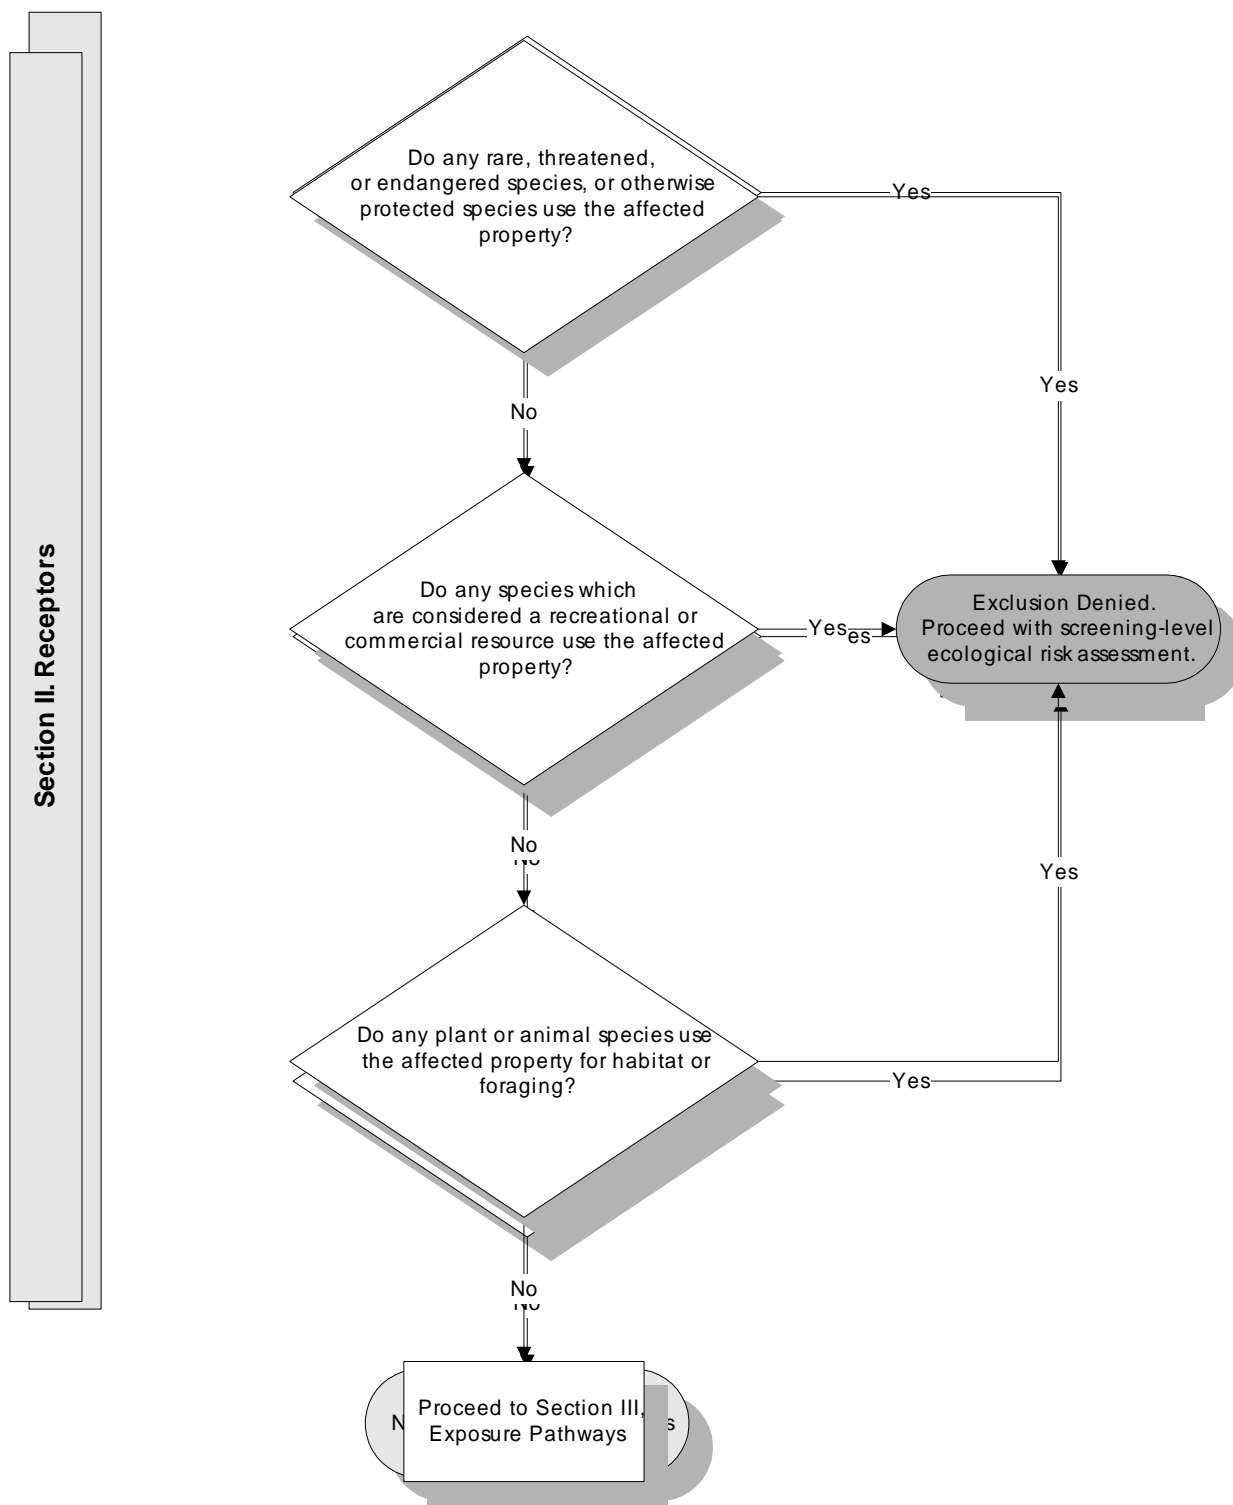 Section II. Receptors
Do any rare, threatened,
or endangered species, or otherwise
protected species use the affected
property?
Yes
Yes
No
Do any species which
are considered a recreational or
commercial resource use the affected
property?
Yes
es
Exclusion Denied.
Proceed with screening-level
ecological risk assessment.
No
No
Yes
Do any plant or animal species use
the affected property for habitat or
foraging?
Yes
No
No
Proceed to Section III,
Exposure Pathways
N
s